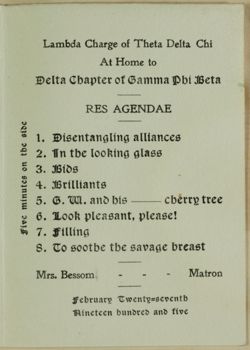 Lambda Charge of Theta Delta Chi
At Home to
Delta Chapter of Gamma Phi Beta
RES AGENDAE
Five minutes on the side
1. Disentangling alliances
2. In the looking glass
3. Bids
4. Brilliants
5. G. W. and his —— cherry tree
6. Look pleasant, please!
7. Filling
8. To soothe the savage breast
Mrs. Bessom - - - Matron
February Twenty=seventh
Nineteen hundred and five